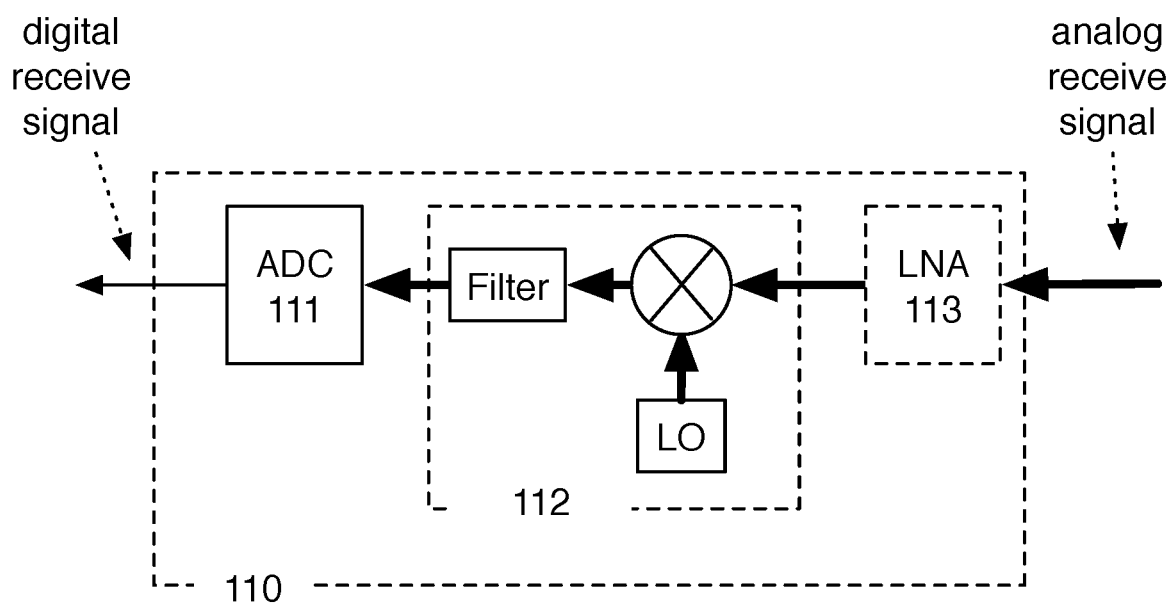 digital
receive
signal
analog
receive
signal
ADC
111
Filter
LNA
113
LO
112
110